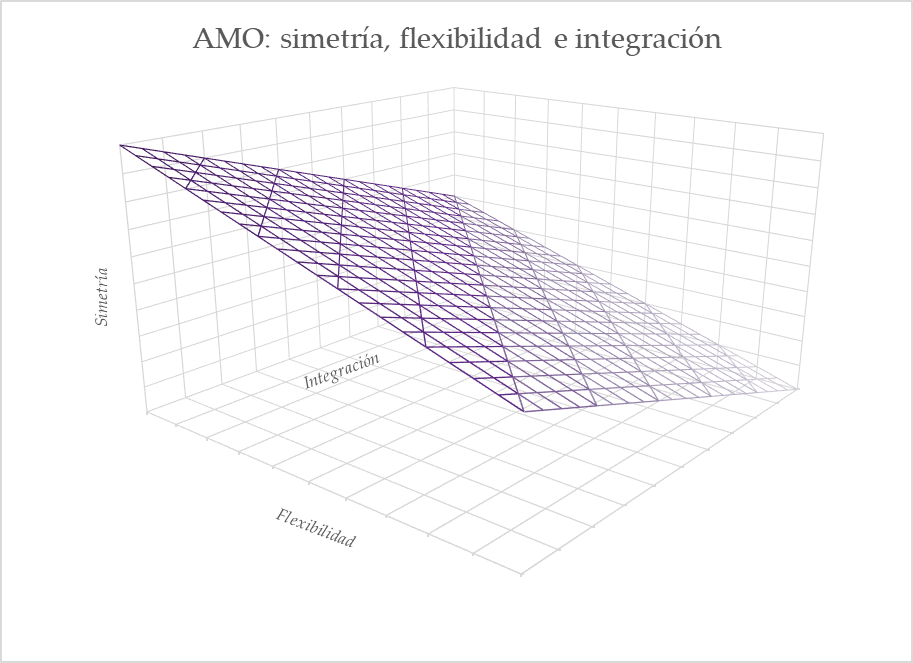 AMO: simetría, flexibilidad e integración
Simetría
Integración
Flexibilidad